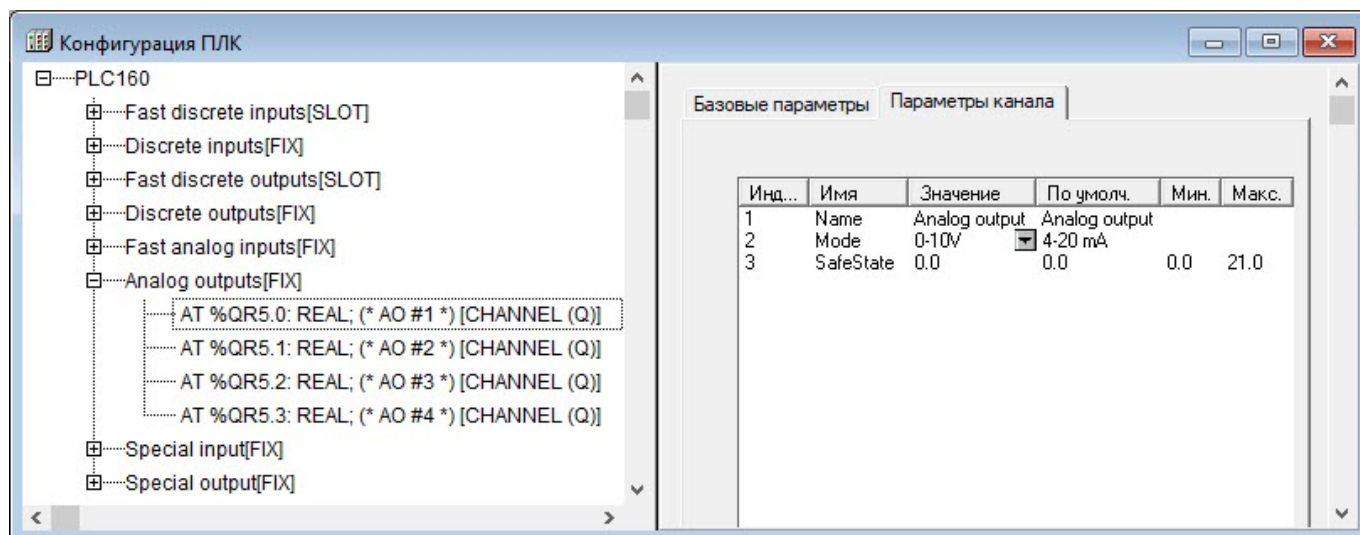 Конфигурация ПЛК
PLC160
Fast discrete inputs[SLOT]
Discrete inputs[FIX]
Fast discrete outputs[SLOT]
Discrete outputs[FIX]
Fast analog inputs[FIX]
Analog outputs[FIX]
AT %QR5.0: REAL; (* AO #1 *) [CHANNEL (Q)]
AT %QR5.1: REAL; (* AO #2 *) [CHANNEL (Q)]
AT %QR5.2: REAL; (* AO #3 *) [CHANNEL (Q)]
AT %QR5.3: REAL; (* AO #4 *) [CHANNEL (Q)]
Special input[FIX]
Special output[FIX]
Базовые параметры Параметры канала
Инд... Имя Значение По умолч. Мин. Макс.
1 Name Analog output Analog output
2 Mode 0-10V 4-20 mA
3 SafeState 0.0 0.0 0.0 21.0